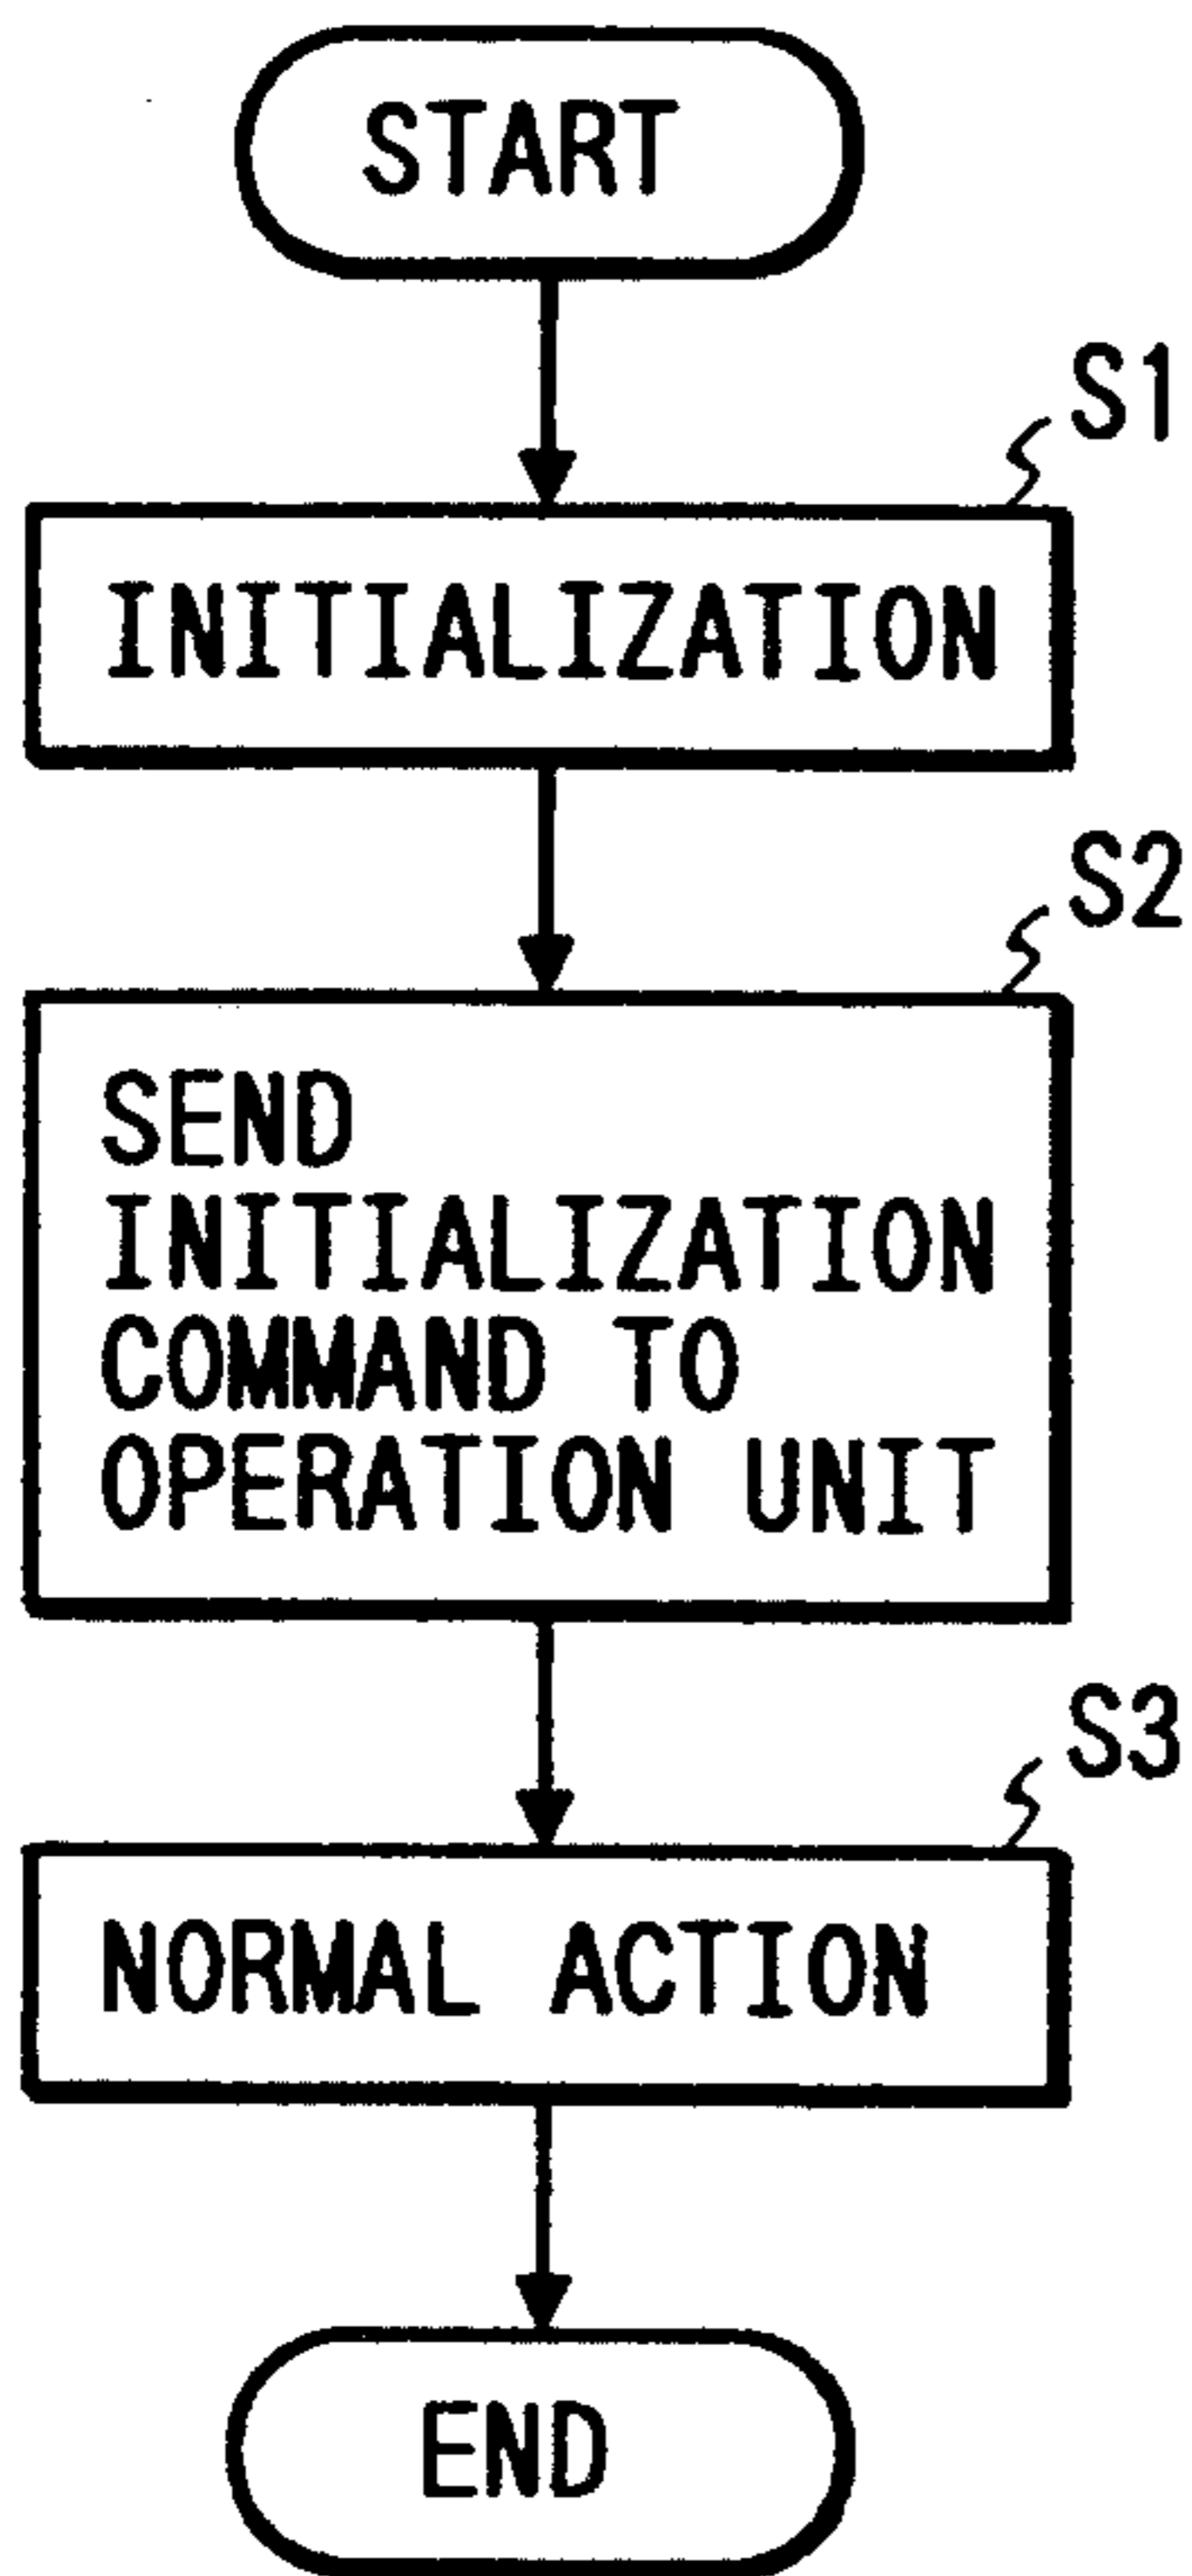 START
S1
INITIALIZATION
S2
SEND
INITIALIZATION
COMMAND TO
OPERATION UNIT
S3
NORMAL ACTION
END